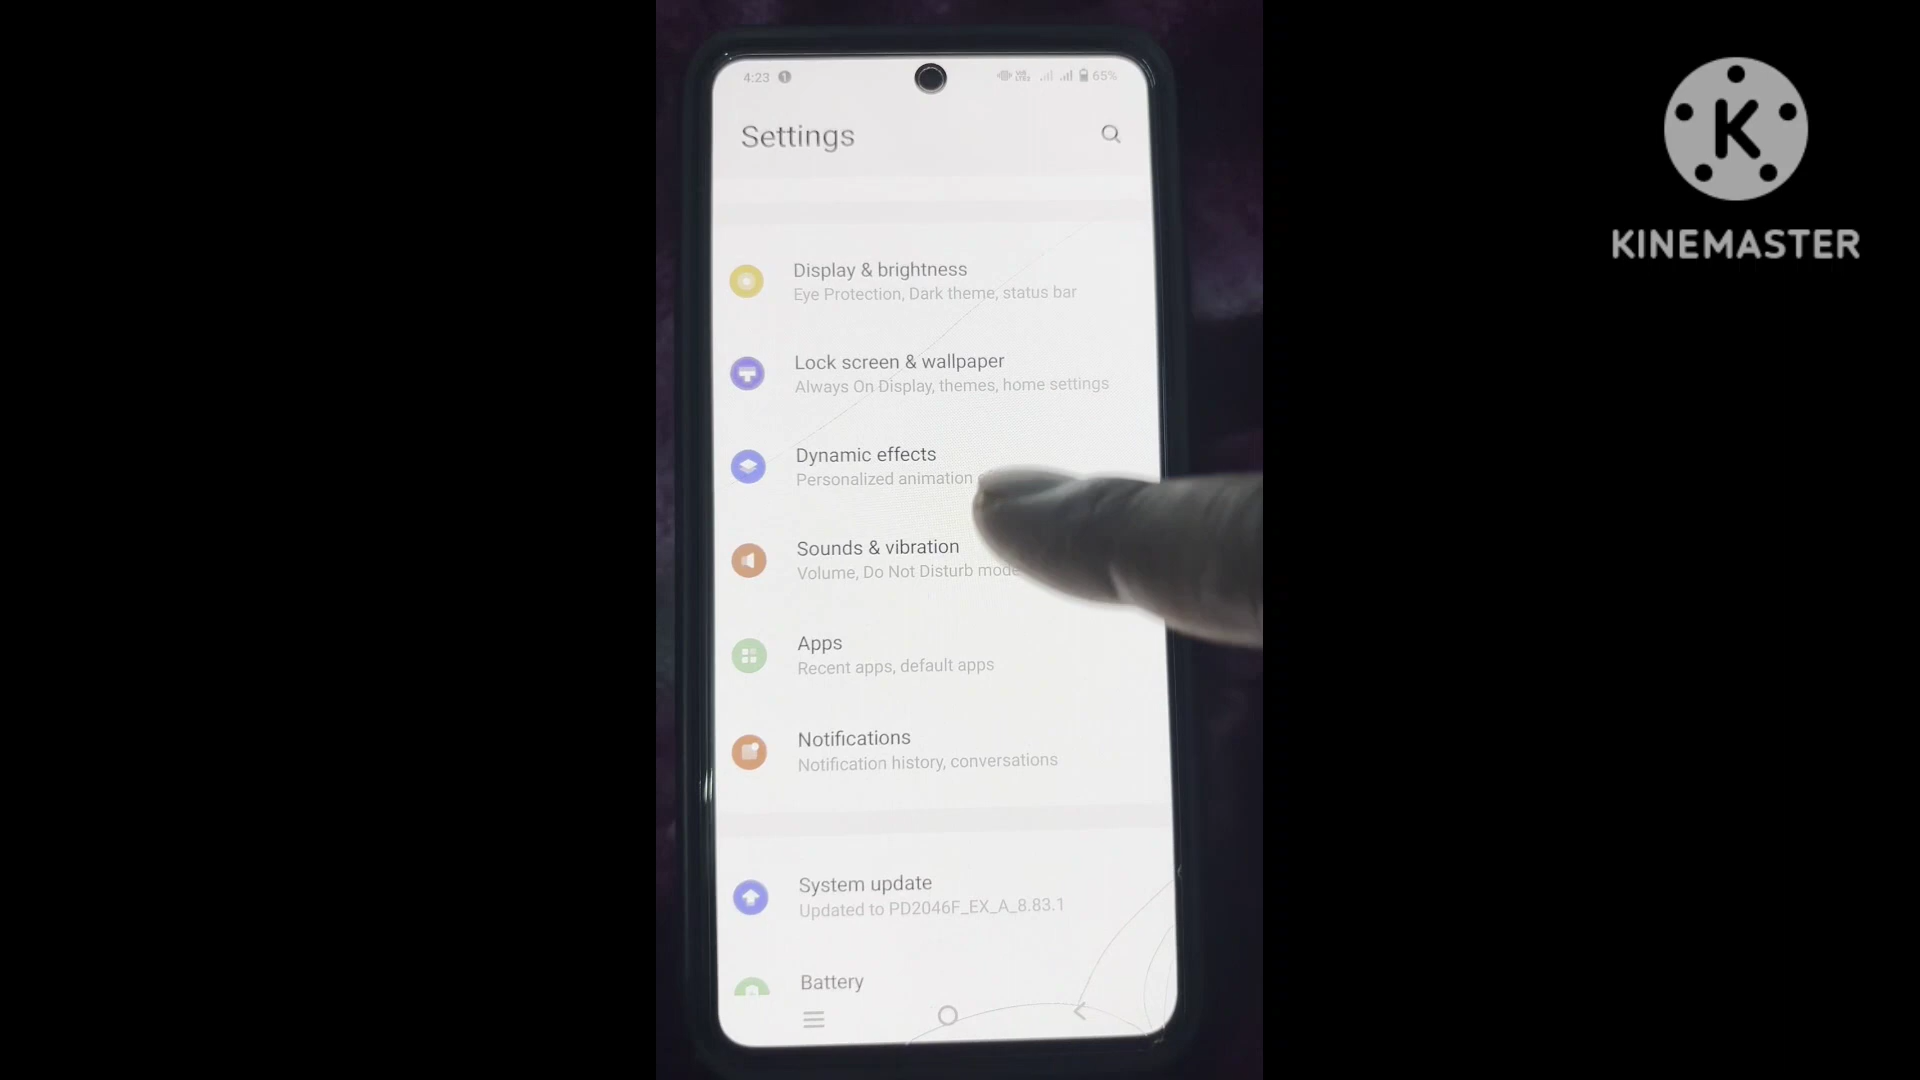 4:23
65%
Settings
Display & brightness
Eye Protection, Dark theme, status bar
Lock screen & wallpaper
Always On Display, themes, home settings
Dynamic effects
Personalized animation
Sounds & vibration
Volume, Do Not Disturb mode
Apps
Recent apps, default apps
Notifications
Notification history, conversations
System update
Updated to PD2046F_EX_A_8.83.1
Battery
K
KINEMASTER